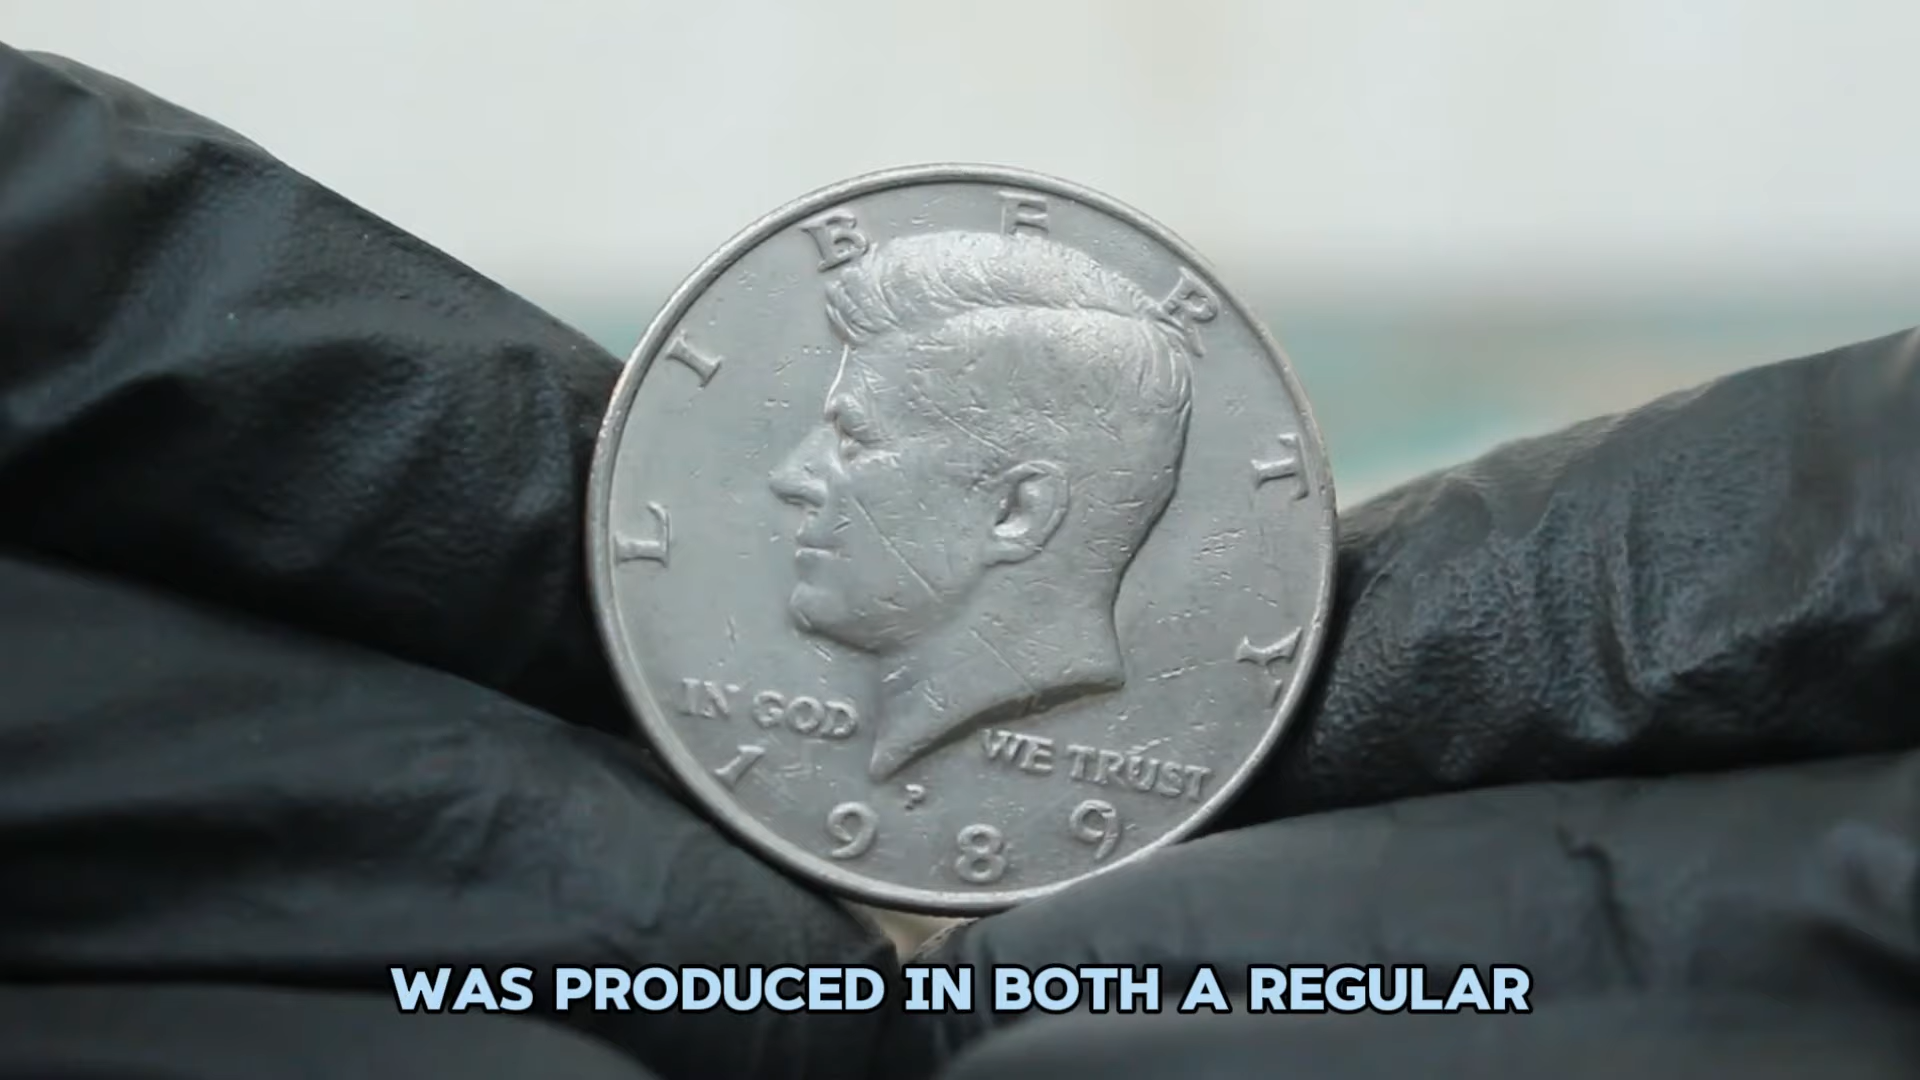 LIBERTY
IN GOD WE TRUST
P
1989
WAS PRODUCED IN BOTH A REGULAR